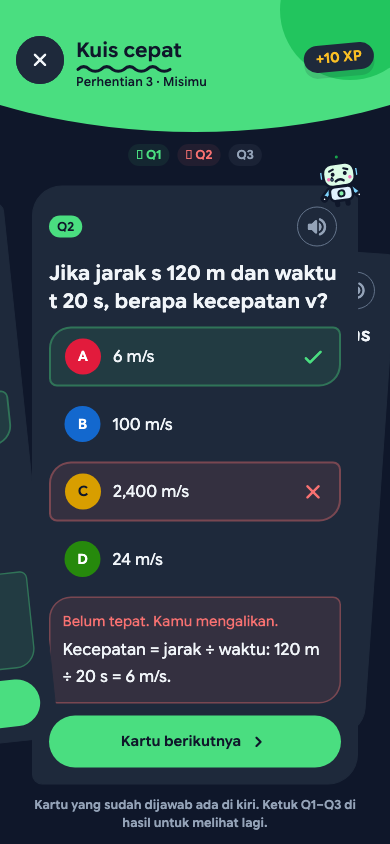 Kuis cepat
Perhentian 3 · Misimu
+10 XP
Q1
Q2
Q3
Q2
Jika jarak s 120 m dan waktu
t 20 s, berapa kecepatan v?
A 6 m/s
B 100 m/s
C 2,400 m/s
D 24 m/s
Belum tepat. Kamu mengalikan.
Kecepatan = jarak ÷ waktu: 120 m
÷ 20 s = 6 m/s.
Kartu berikutnya
Kartu yang sudah dijawab ada di kiri. Ketuk Q1–Q3 di
hasil untuk melihat lagi.